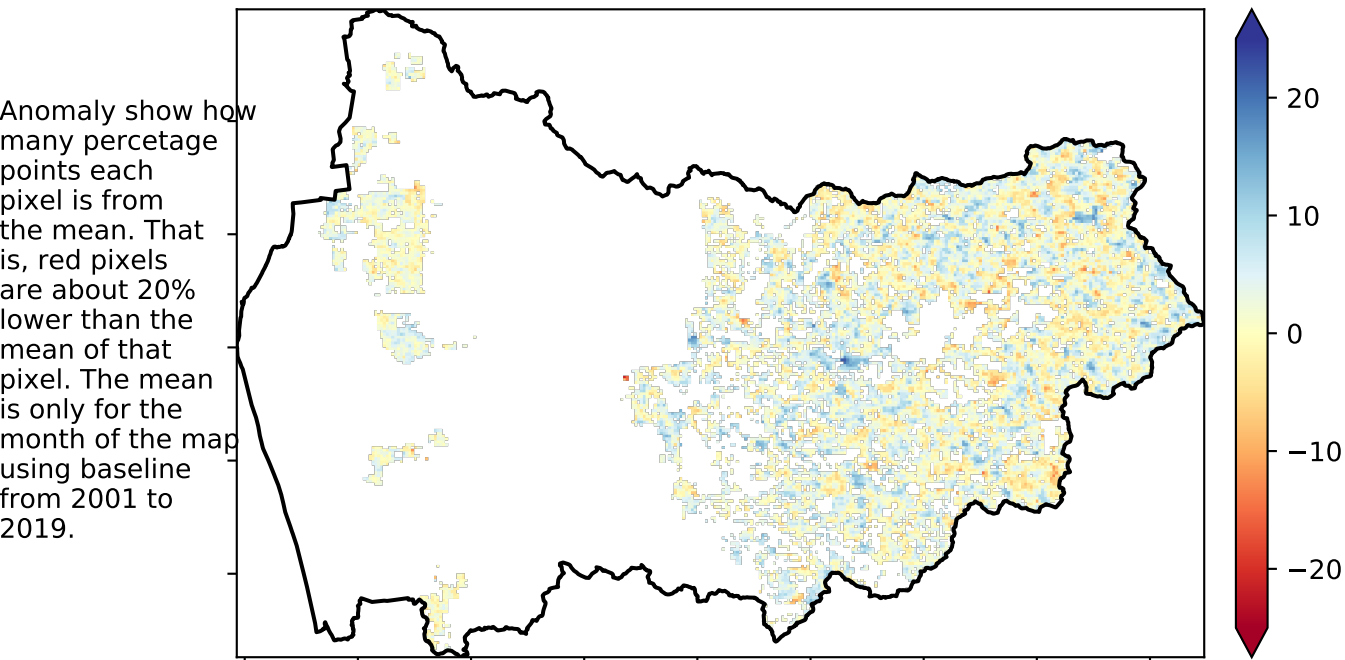 Anomaly show how
many percetage
points each
pixel is from
the mean. That
is, red pixels
are about 20%
lower than the
mean of that
pixel. The mean
is only for the
month of the map
using baseline
from 2001 to
2019.
20
10
0
−10
−20